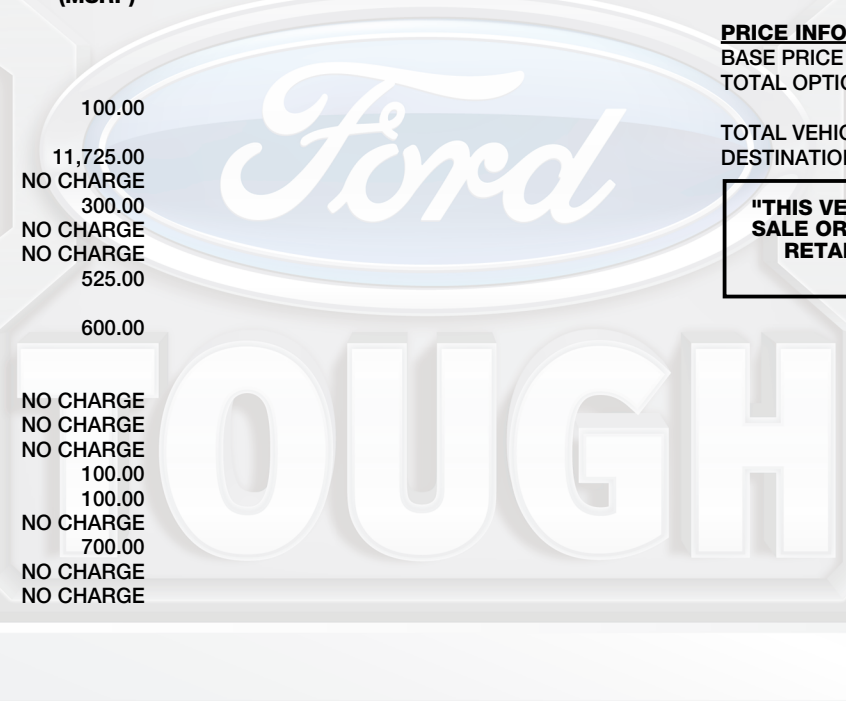 (MSRP)
100.00
11,725.00
NO CHARGE
300.00
NO CHARGE
NO CHARGE
525.00
600.00
NO CHARGE
NO CHARGE
NO CHARGE
100.00
100.00
NO CHARGE
700.00
NO CHARGE
NO CHARGE
Ford
TOUGH
PRICE INFO
BASE PRICE
TOTAL OPTIO
TOTAL VEHIC
DESTINATION
"THIS VE
SALE OR
RETAI